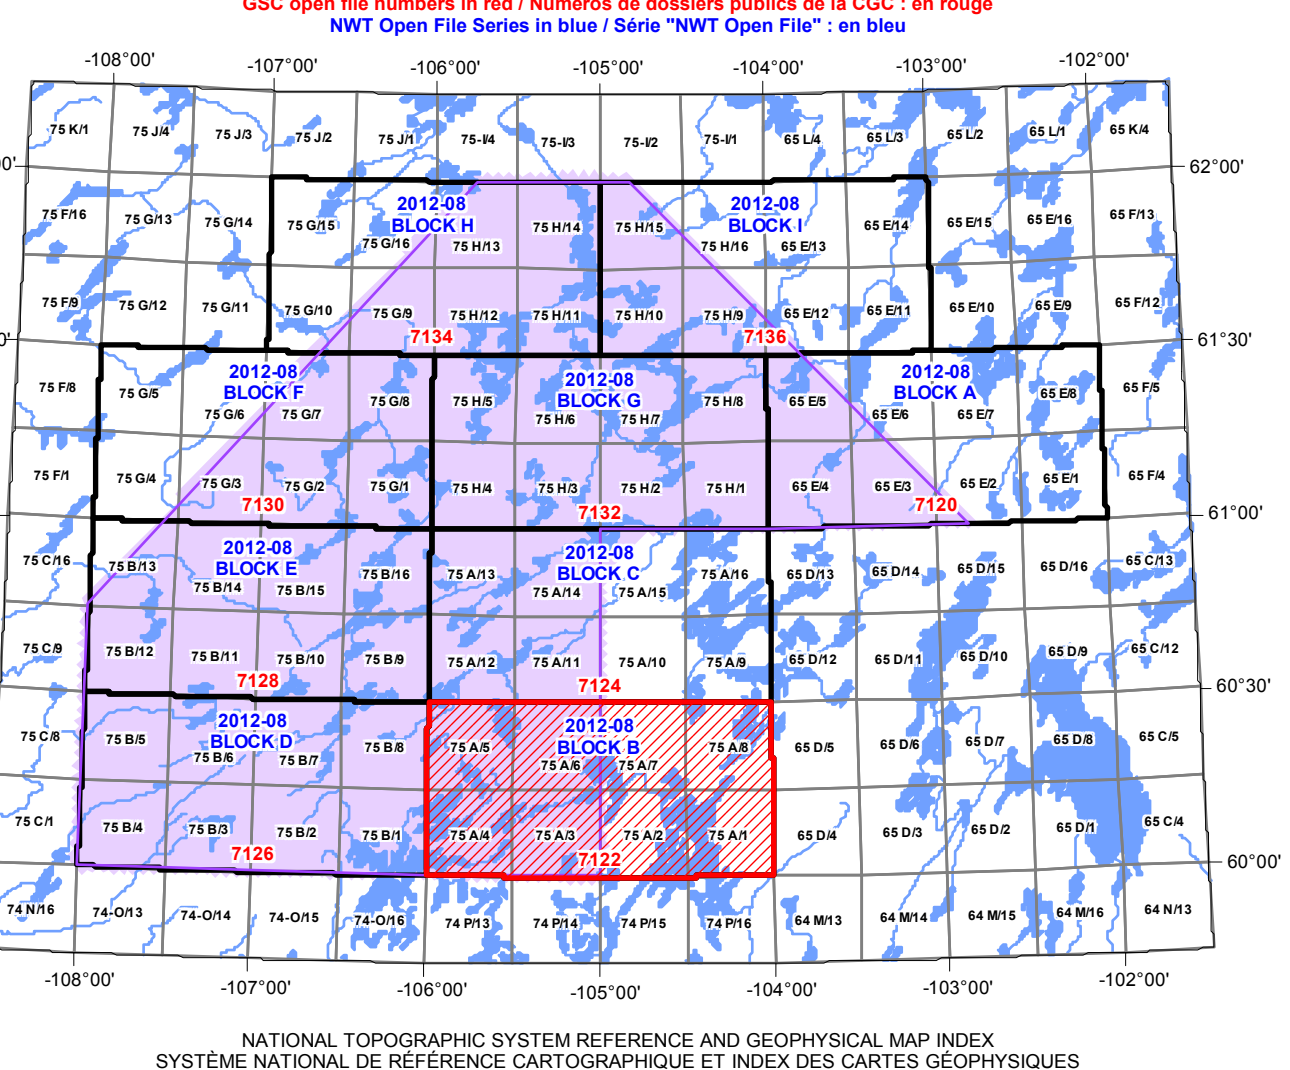 GSC open file numbers in red / Numéros de dossiers publics de la CGC : en rouge
NWT Open File Series in blue / Série "NWT Open File" : en bleu
-108°00' -107°00' -106°00' -105°00' -104°00' -103°00' -102°00'
75 K/1 75 J/4 75 J/3 75 J/2 75 J/1 75-I/4 75-I/3 75-I/2 75-I/1 65 L/4 65 L/3 65 L/2 65 L/1 65 K/4
62°00'
2012-08 BLOCK H
2012-08 BLOCK I
75 F/16 75 G/13 75 G/14 75 G/15 75 G/16 75 H/13 75 H/14 75 H/15 75 H/16 65 E/13 65 E/14 65 E/15 65 E/16 65 F/13
75 F/9 75 G/12 75 G/11 75 G/10 75 G/9 75 H/12 75 H/11 75 H/10 75 H/9 65 E/12 65 E/11 65 E/10 65 E/9 65 F/12
7134 7136
61°30'
2012-08 BLOCK F
2012-08 BLOCK G
2012-08 BLOCK A
75 F/8 75 G/5 75 G/6 75 G/7 75 G/8 75 H/5 75 H/6 75 H/7 75 H/8 65 E/5 65 E/6 65 E/7 65 E/8 65 F/5
75 F/1 75 G/4 75 G/3 75 G/2 75 G/1 75 H/4 75 H/3 75 H/2 75 H/1 65 E/4 65 E/3 65 E/2 65 E/1 65 F/4
7130 7132 7120
61°00'
2012-08 BLOCK E
2012-08 BLOCK C
75 C/16 75 B/13 75 B/14 75 B/15 75 B/16 75 A/13 75 A/14 75 A/15 75 A/16 65 D/13 65 D/14 65 D/15 65 D/16 65 C/13
75 C/9 75 B/12 75 B/11 75 B/10 75 B/9 75 A/12 75 A/11 75 A/10 75 A/9 65 D/12 65 D/11 65 D/10 65 D/9 65 C/12
7128 7124
60°30'
2012-08 BLOCK D
2012-08 BLOCK B
75 C/8 75 B/5 75 B/6 75 B/7 75 B/8 75 A/5 75 A/6 75 A/7 75 A/8 65 D/5 65 D/6 65 D/7 65 D/8 65 C/5
75 C/1 75 B/4 75 B/3 75 B/2 75 B/1 75 A/4 75 A/3 75 A/2 75 A/1 65 D/4 65 D/3 65 D/2 65 D/1 65 C/4
7126 7122
60°00'
74 N/16 74-O/13 74-O/14 74-O/15 74-O/16 74 P/13 74 P/14 74 P/15 74 P/16 64 M/13 64 M/14 64 M/15 64 M/16 64 N/13
-108°00' -107°00' -106°00' -105°00' -104°00' -103°00' -102°00'
NATIONAL TOPOGRAPHIC SYSTEM REFERENCE AND GEOPHYSICAL MAP INDEX
SYSTÈME NATIONAL DE RÉFÉRENCE CARTOGRAPHIQUE ET INDEX DES CARTES GÉOPHYSIQUES